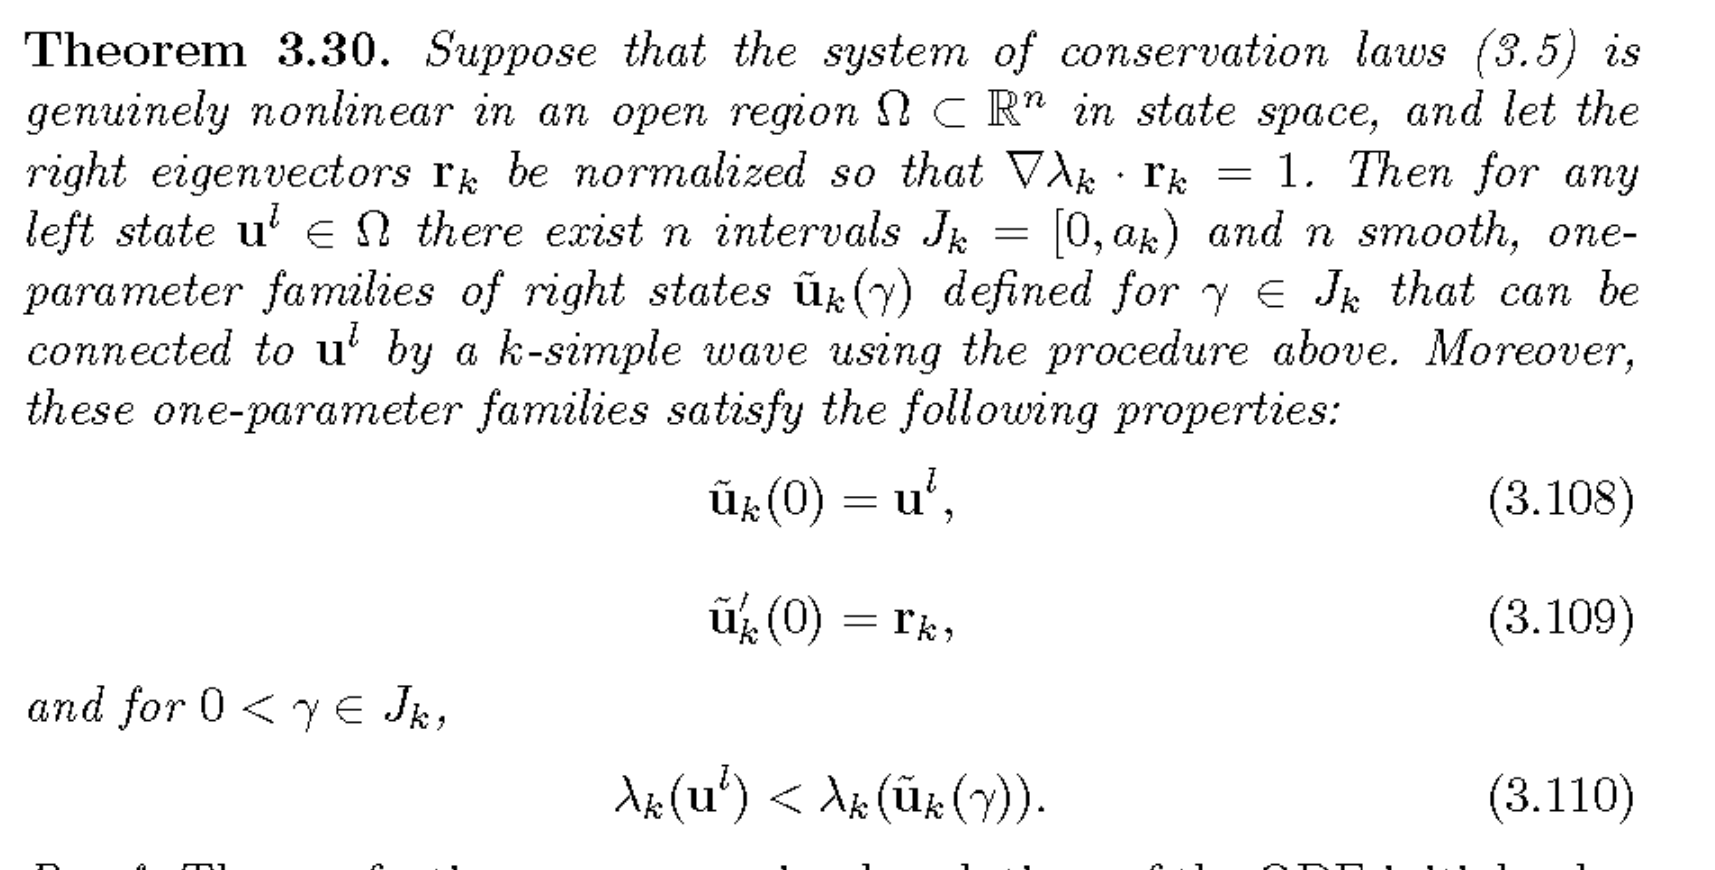 Theorem 3.30. Suppose that the system of conservation laws (3.5) is
genuinely nonlinear in an open region Ω ⊂ ℝⁿ in state space, and let the
right eigenvectors r_k be normalized so that ∇λ_k · r_k = 1. Then for any
left state u^l ∈ Ω there exist n intervals J_k = [0, a_k) and n smooth, one-
parameter families of right states ũ_k(γ) defined for γ ∈ J_k that can be
connected to u^l by a k-simple wave using the procedure above. Moreover,
these one-parameter families satisfy the following properties:
ũ_k(0) = u^l, (3.108)
ũ′_k(0) = r_k, (3.109)
and for 0 < γ ∈ J_k,
λ_k(u^l) < λ_k(ũ_k(γ)). (3.110)